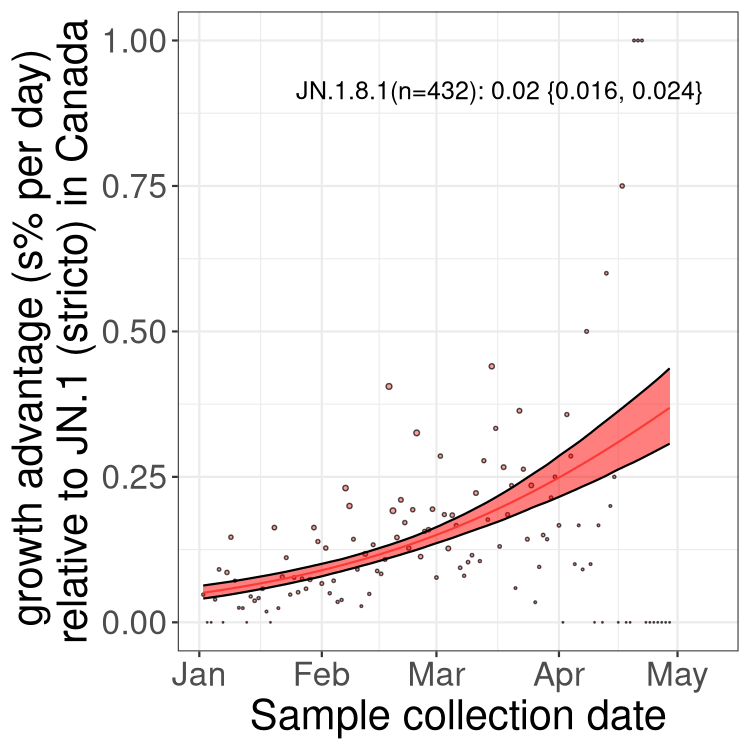 growth advantage (s% per day)
relative to JN.1 (stricto) in Canada
1.00
0.75
0.50
0.25
0.00
JN.1.8.1(n=432): 0.02 {0.016, 0.024}
Jan Feb Mar Apr May
Sample collection date